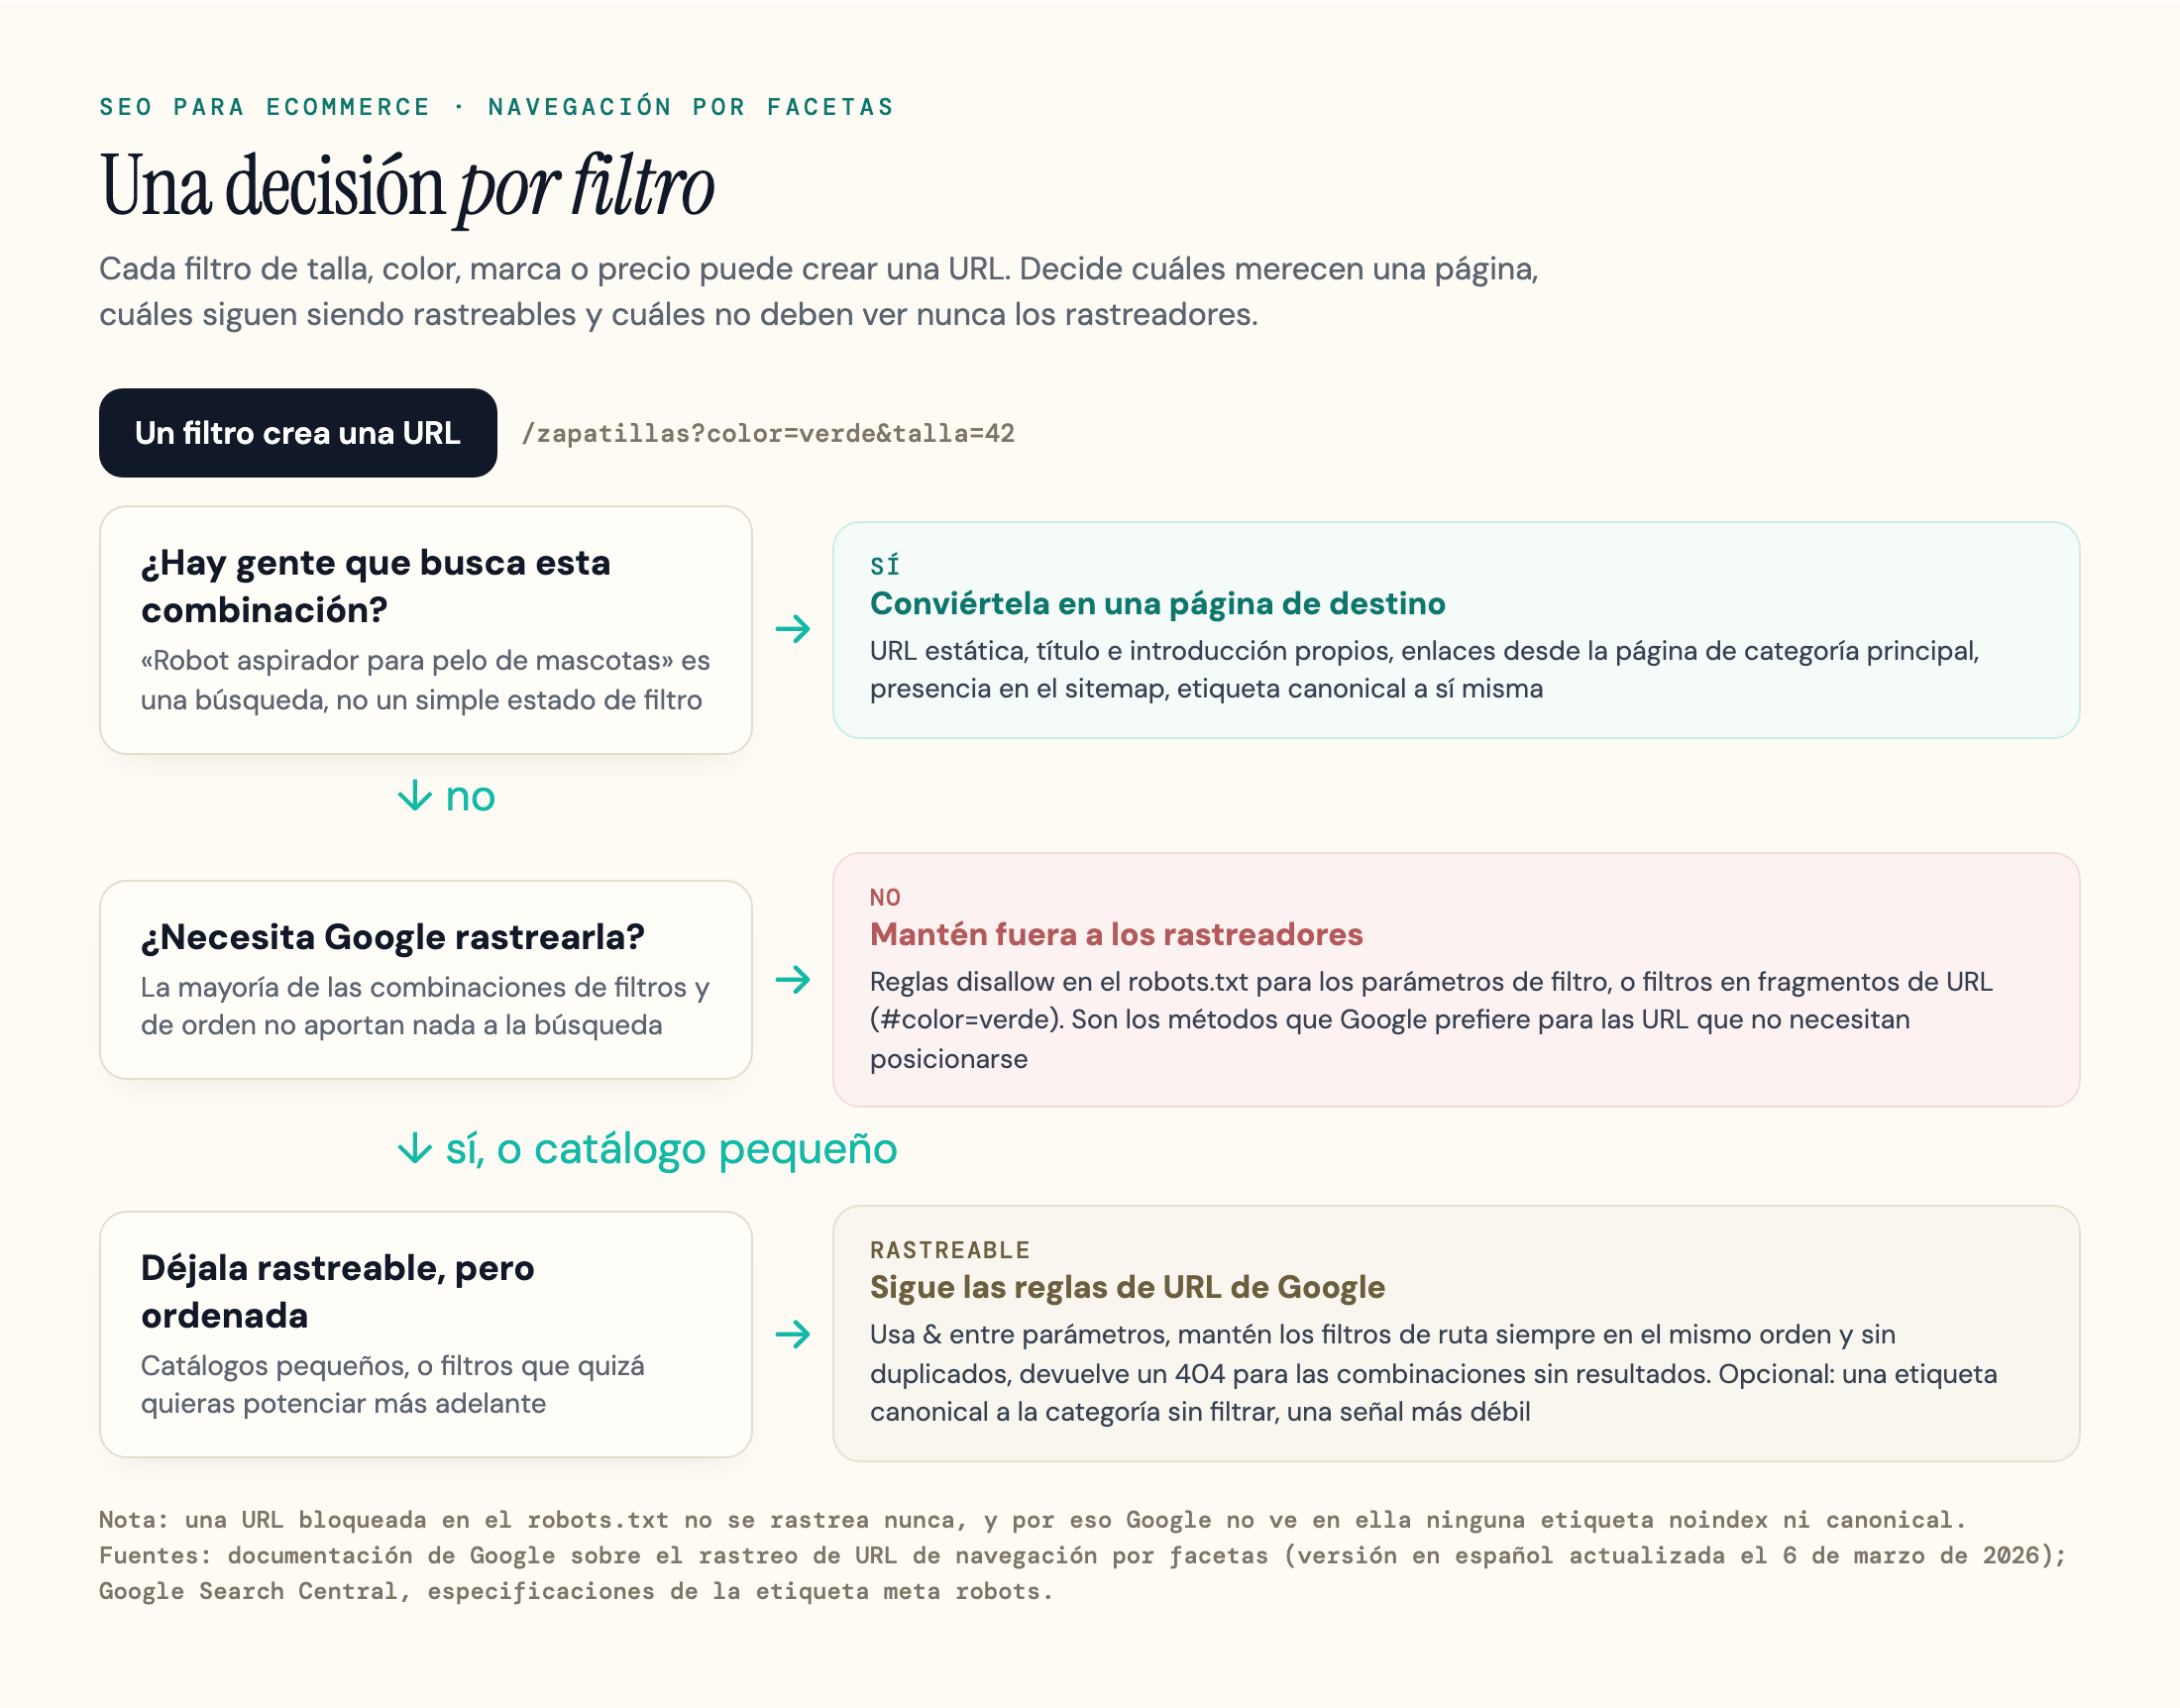 SEO PARA ECOMMERCE · NAVEGACIÓN POR FACETAS
Una decisión por filtro
Cada filtro de talla, color, marca o precio puede crear una URL. Decide cuáles merecen una página,
cuáles siguen siendo rastreables y cuáles no deben ver nunca los rastreadores.
Un filtro crea una URL
/zapatillas?color=verde&talla=42
¿Hay gente que busca esta
combinación?
«Robot aspirador para pelo de mascotas» es
una búsqueda, no un simple estado de filtro
→
SÍ
Conviértela en una página de destino
URL estática, título e introducción propios, enlaces desde la página de categoría principal,
presencia en el sitemap, etiqueta canonical a sí misma
↓ no
¿Necesita Google rastrearla?
La mayoría de las combinaciones de filtros y
de orden no aportan nada a la búsqueda
→
NO
Mantén fuera a los rastreadores
Reglas disallow en el robots.txt para los parámetros de filtro, o filtros en fragmentos de URL
(#color=verde). Son los métodos que Google prefiere para las URL que no necesitan
posicionarse
↓ sí, o catálogo pequeño
Déjala rastreable, pero
ordenada
Catálogos pequeños, o filtros que quizá
quieras potenciar más adelante
→
RASTREABLE
Sigue las reglas de URL de Google
Usa & entre parámetros, mantén los filtros de ruta siempre en el mismo orden y sin
duplicados, devuelve un 404 para las combinaciones sin resultados. Opcional: una etiqueta
canonical a la categoría sin filtrar, una señal más débil
Nota: una URL bloqueada en el robots.txt no se rastrea nunca, y por eso Google no ve en ella ninguna etiqueta noindex ni canonical.
Fuentes: documentación de Google sobre el rastreo de URL de navegación por facetas (versión en español actualizada el 6 de marzo de 2026);
Google Search Central, especificaciones de la etiqueta meta robots.